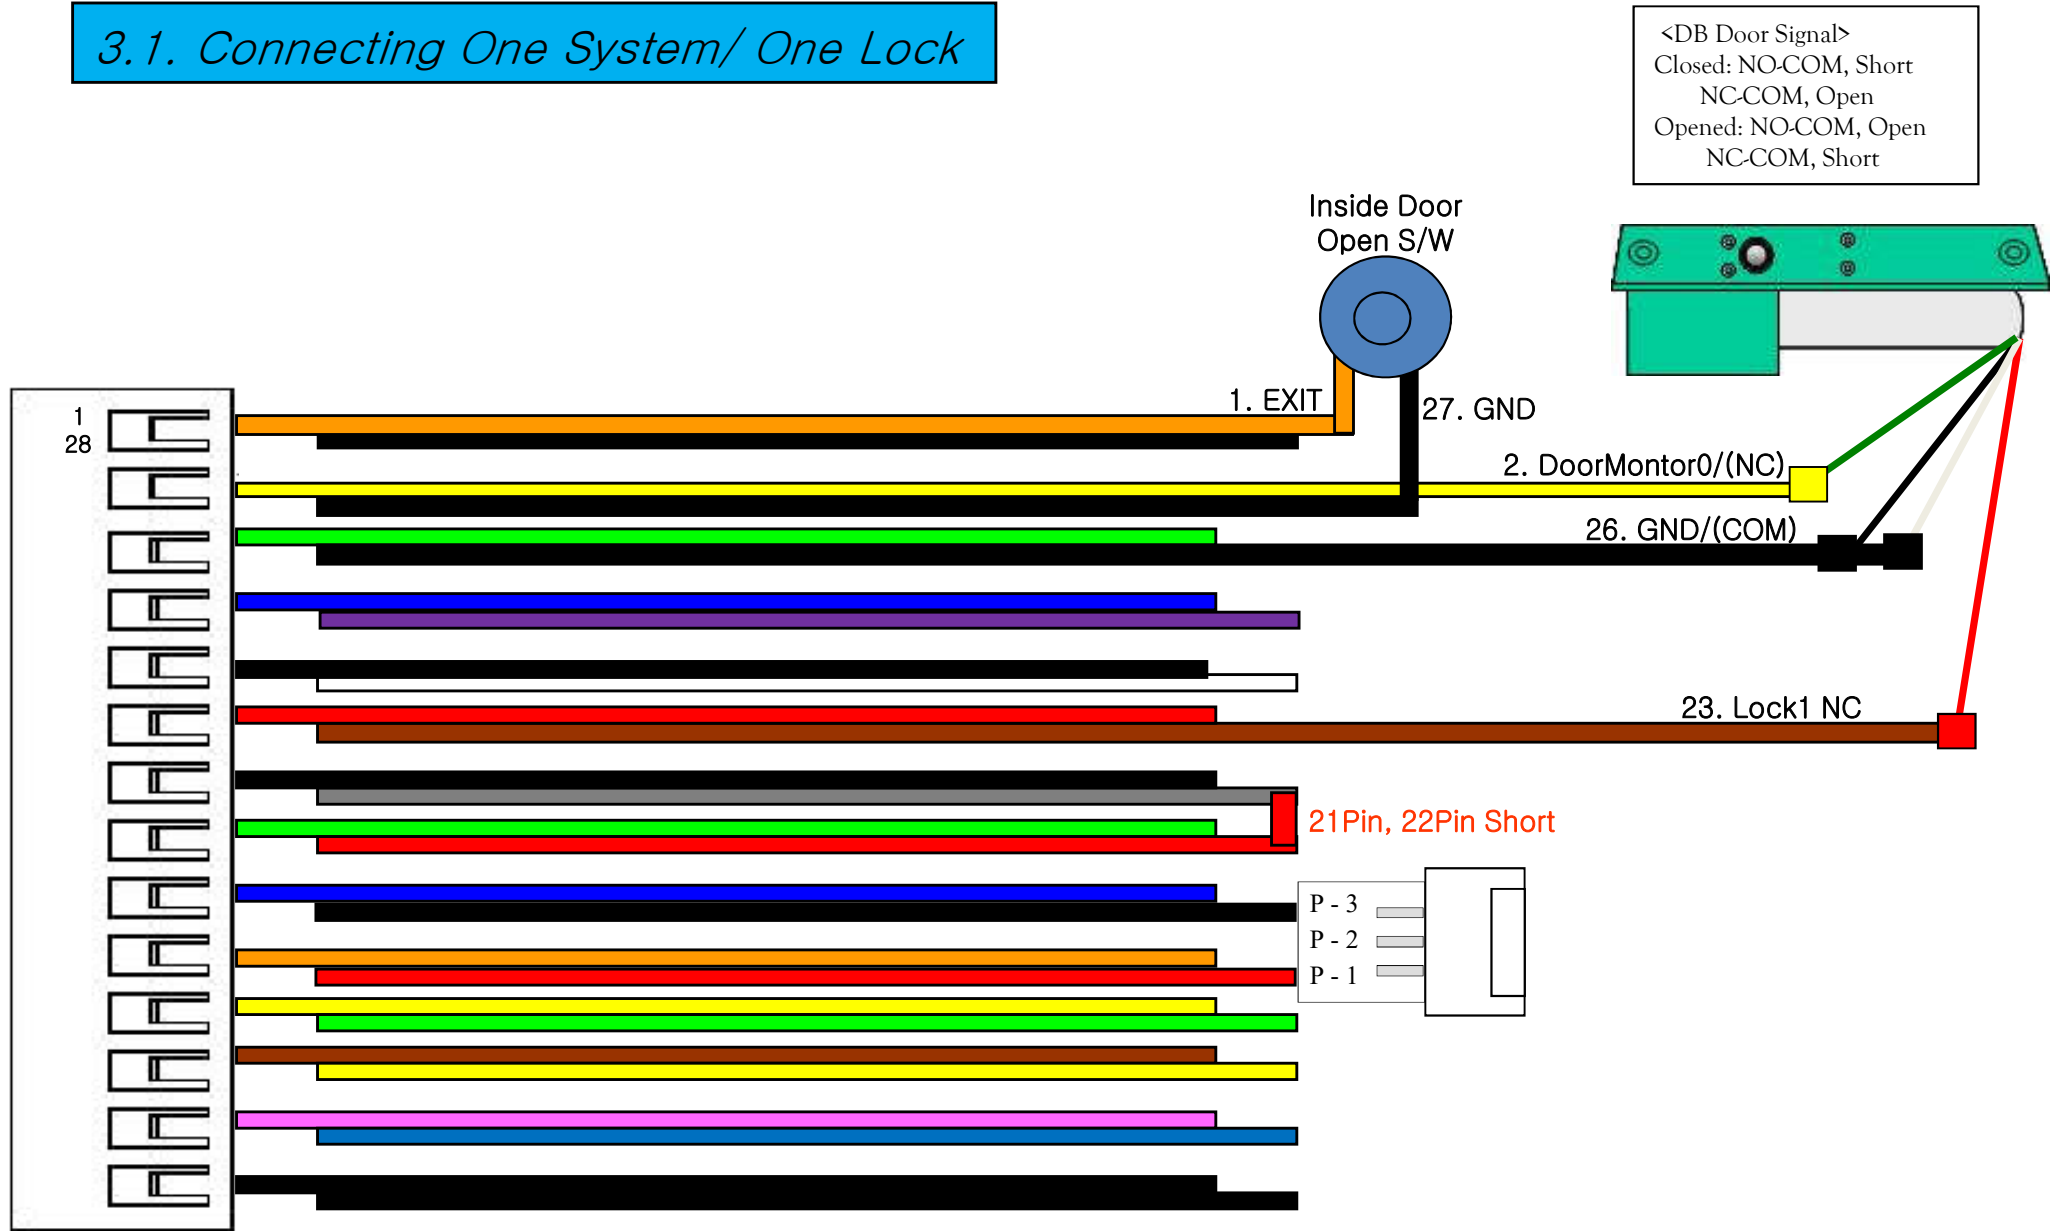 3.1. Connecting One System/ One Lock
<DB Door Signal>
Closed: NO-COM, Short
NC-COM, Open
Opened: NO-COM, Open
NC-COM, Short
Inside Door
Open S/W
1. EXIT
27. GND
1
28
2. DoorMontor0/(NC)
26. GND/(COM)
23. Lock1 NC
21Pin, 22Pin Short
P - 3
P - 2
P - 1